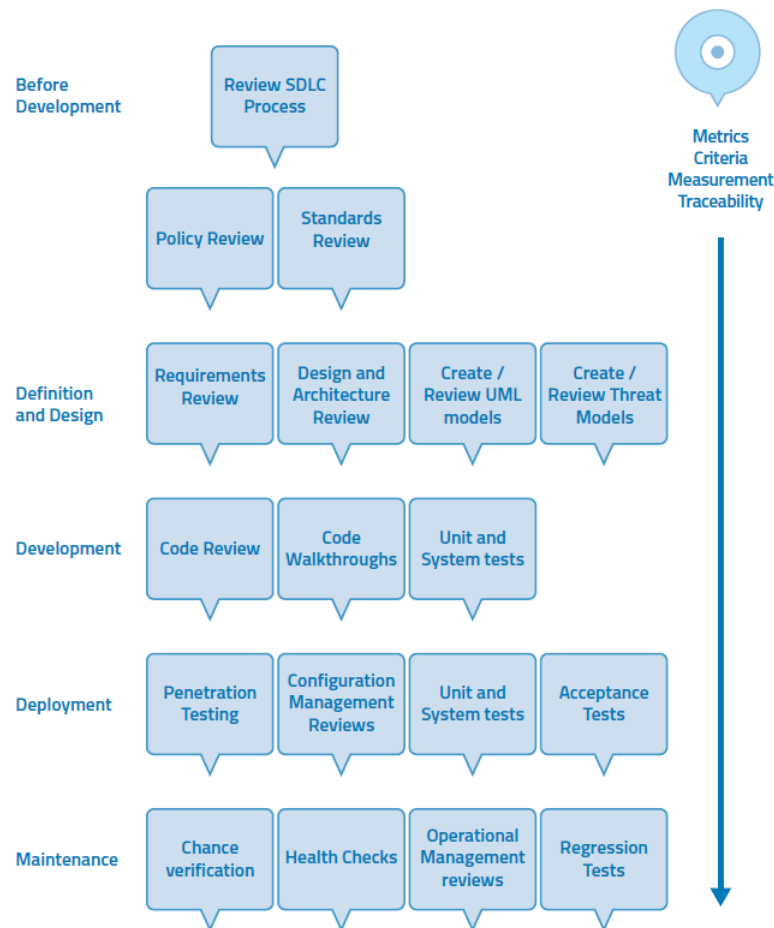 Before
Development
Review SDLC
Process
Metrics
Criteria
Measurement
Traceability
Policy Review
Standards
Review
Definition
and Design
Requirements
Review
Design and
Architecture
Review
Create /
Review UML
models
Create /
Review Threat
Models
Development
Code Review
Code
Walkthroughs
Unit and
System tests
Deployment
Penetration
Testing
Configuration
Management
Reviews
Unit and
System tests
Acceptance
Tests
Maintenance
Chance
verification
Health Checks
Operational
Management
reviews
Regression
Tests